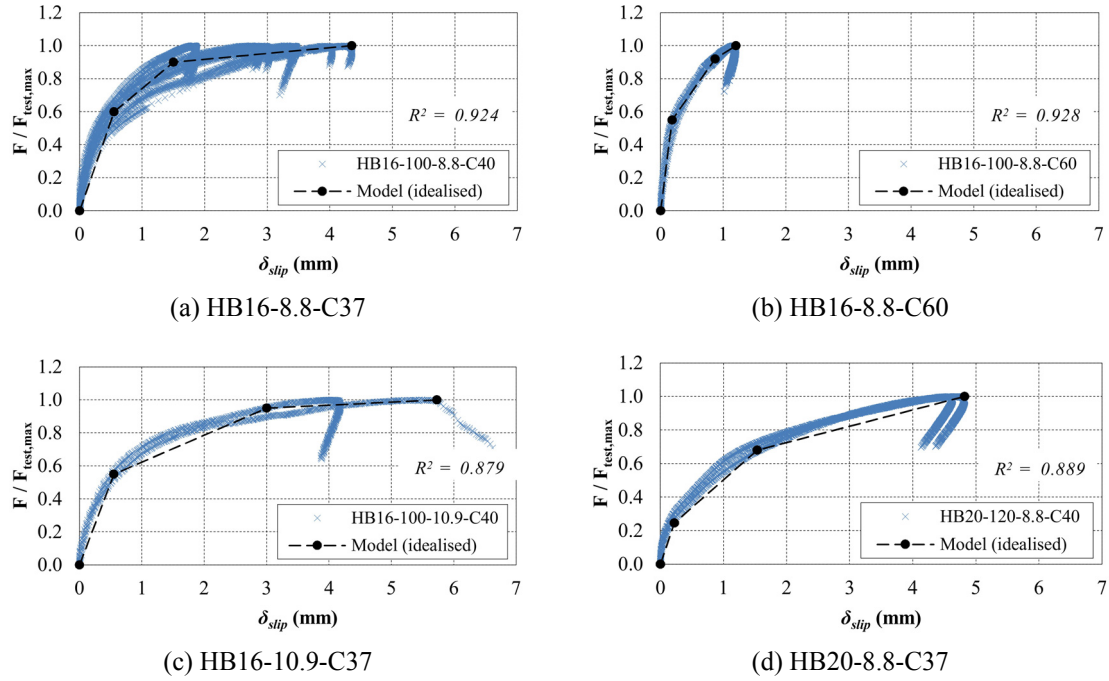 1.2
1.0
0.8
0.6
0.4
0.2
0.0
F / F_test,max
R² = 0.924
HB16-100-8.8-C40
Model (idealised)
0 1 2 3 4 5 6 7
δ_slip (mm)
(a) HB16-8.8-C37
1.2
1.0
0.8
0.6
0.4
0.2
0.0
F / F_test,max
R² = 0.928
HB16-100-8.8-C60
Model (idealised)
0 1 2 3 4 5 6 7
δ_slip (mm)
(b) HB16-8.8-C60
1.2
1.0
0.8
0.6
0.4
0.2
0.0
F / F_test,max
R² = 0.879
HB16-100-10.9-C40
Model (idealised)
0 1 2 3 4 5 6 7
δ_slip (mm)
(c) HB16-10.9-C37
1.2
1.0
0.8
0.6
0.4
0.2
0.0
F / F_test,max
R² = 0.889
HB20-120-8.8-C40
Model (idealised)
0 1 2 3 4 5 6 7
δ_slip (mm)
(d) HB20-8.8-C37